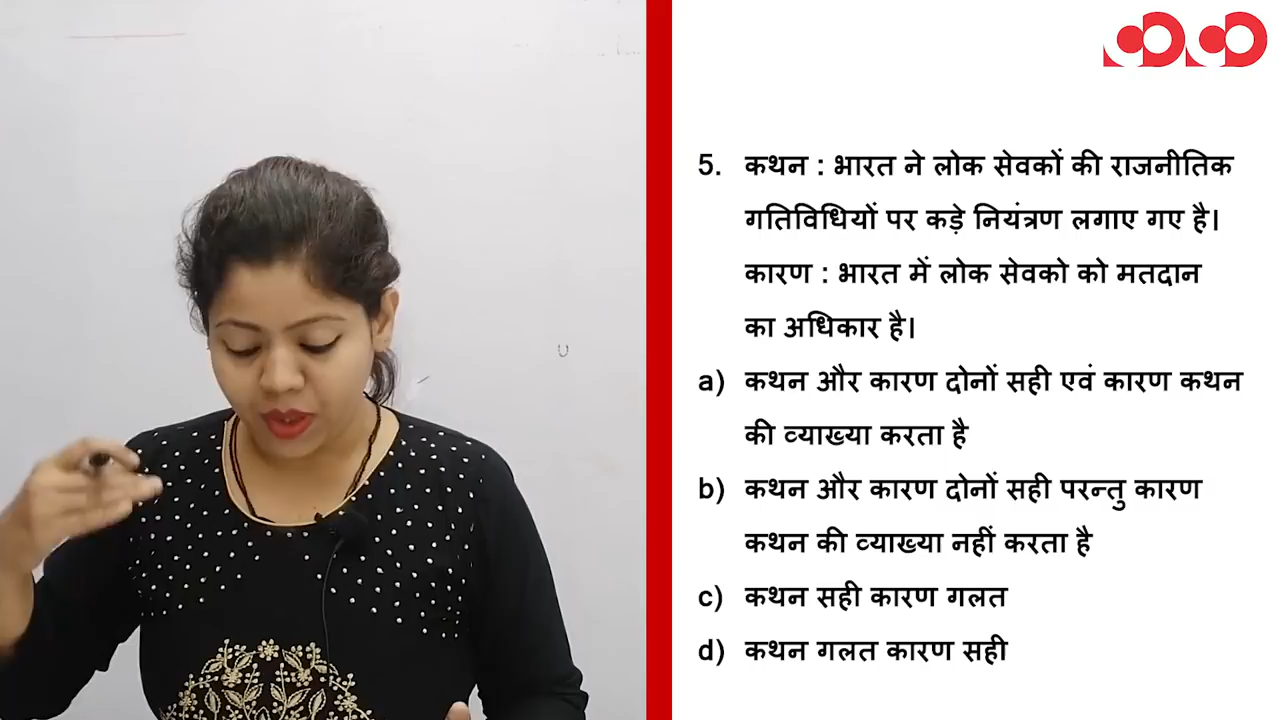 5. कथन : भारत ने लोक सेवकों की राजनीतिक
गतिविधियों पर कड़े नियंत्रण लगाए गए है।
कारण : भारत में लोक सेवको को मतदान
का अधिकार है।
a) कथन और कारण दोनों सही एवं कारण कथन
की व्याख्या करता है
b) कथन और कारण दोनों सही परन्तु कारण
कथन की व्याख्या नहीं करता है
c) कथन सही कारण गलत
d) कथन गलत कारण सही